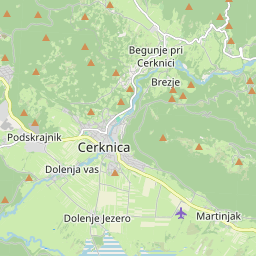 Begunje pri
Cerknici
Brezje
Podskrajnik
Cerknica
Dolenja vas
Dolenje Jezero
Martinjak